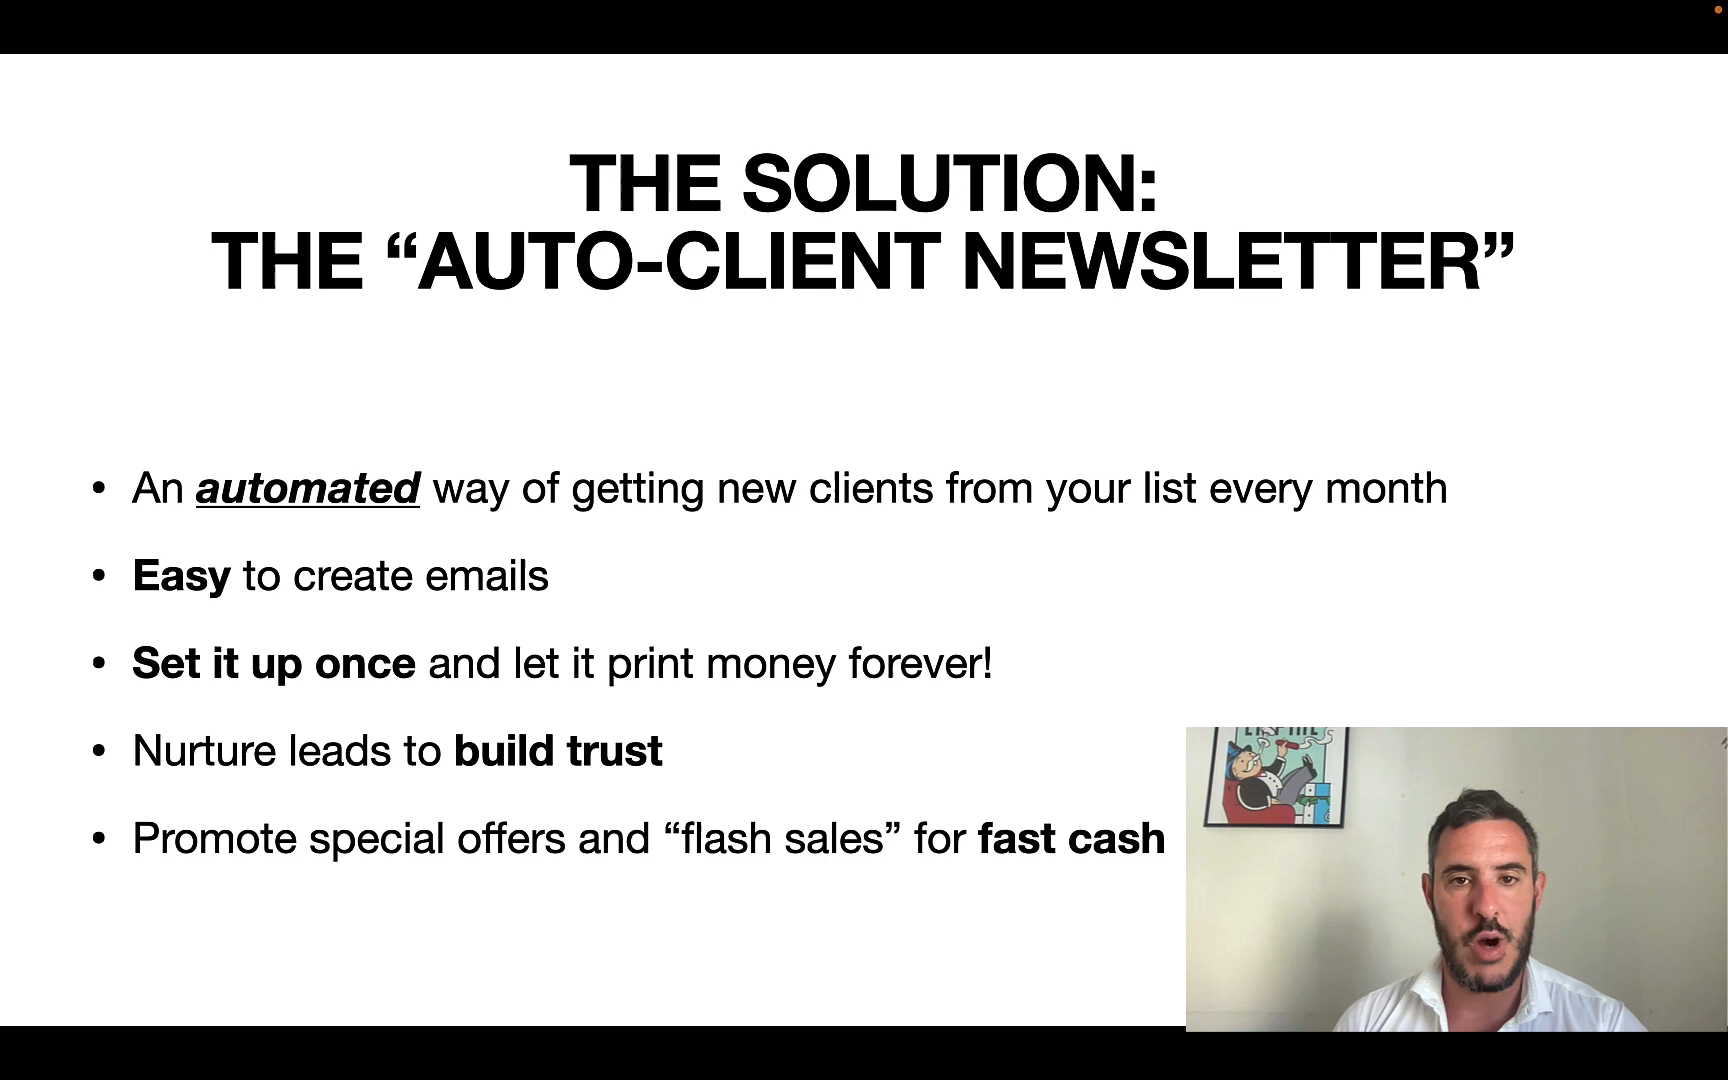 THE SOLUTION:
THE “AUTO-CLIENT NEWSLETTER”
• An automated way of getting new clients from your list every month
• Easy to create emails
• Set it up once and let it print money forever!
• Nurture leads to build trust
• Promote special offers and “flash sales” for fast cash